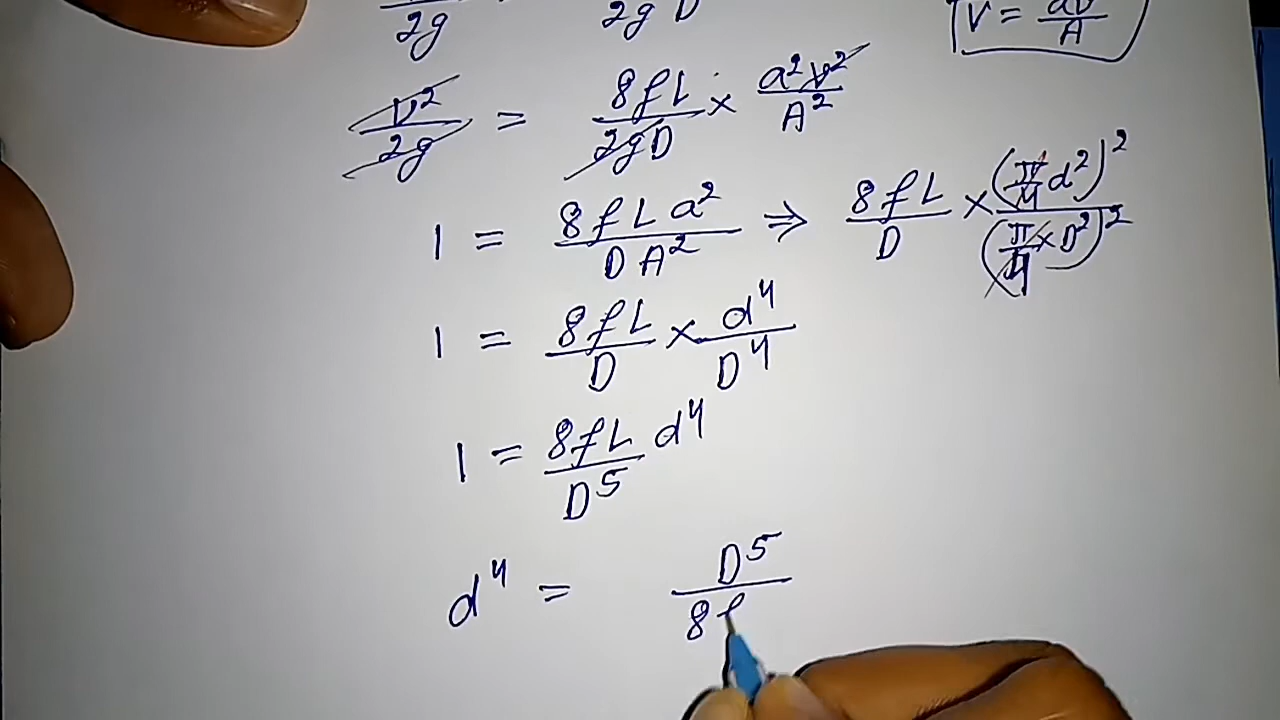 2g 2g D V = av/A
v²/2g = 8fL/2gD × a²v²/A²
1 = 8fLa²/DA² ⇒ 8fL/D × (π/4 d²)²/(π/4 × D²)²
1 = 8fL/D × d⁴/D⁴
1 = 8fL/D⁵ d⁴
d⁴ = D⁵/8f